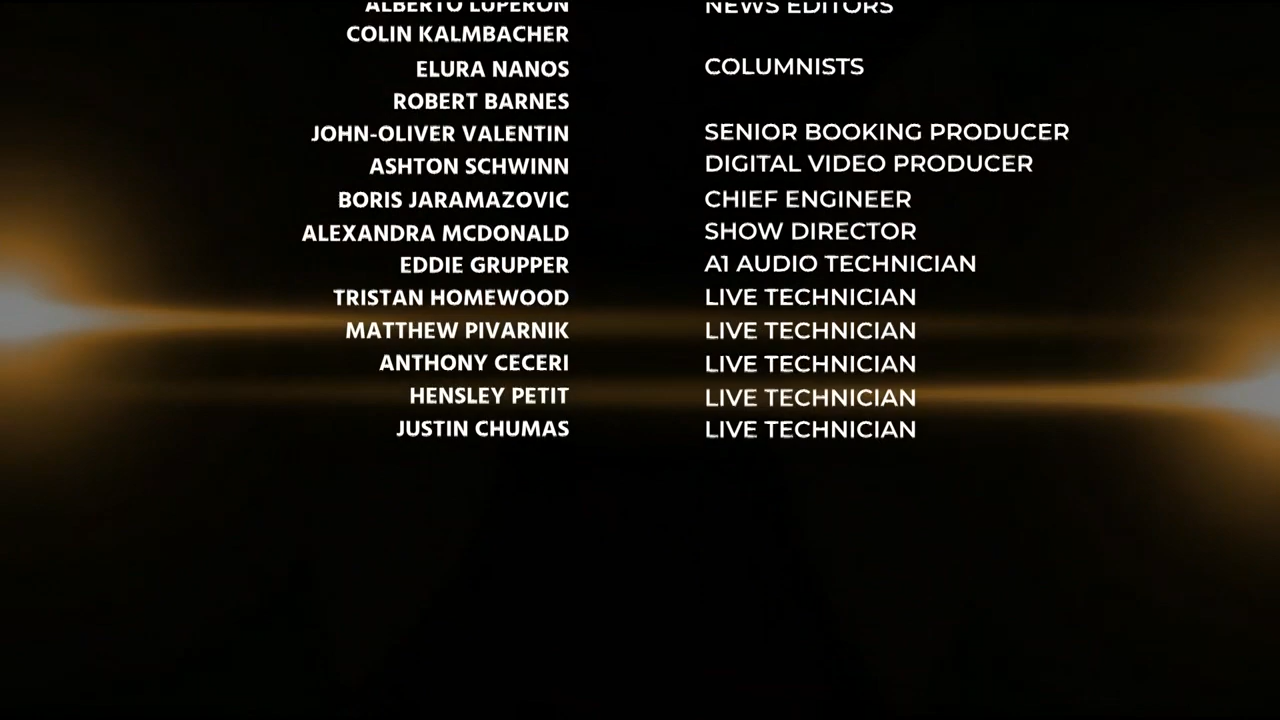 ALBERTO LUPERON NEWS EDITORS
COLIN KALMBACHER
ELURA NANOS COLUMNISTS
ROBERT BARNES
JOHN-OLIVER VALENTIN SENIOR BOOKING PRODUCER
ASHTON SCHWINN DIGITAL VIDEO PRODUCER
BORIS JARAMAZOVIC CHIEF ENGINEER
ALEXANDRA MCDONALD SHOW DIRECTOR
EDDIE GRUPPER A1 AUDIO TECHNICIAN
TRISTAN HOMEWOOD LIVE TECHNICIAN
MATTHEW PIVARNIK LIVE TECHNICIAN
ANTHONY CECERI LIVE TECHNICIAN
HENSLEY PETIT LIVE TECHNICIAN
JUSTIN CHUMAS LIVE TECHNICIAN